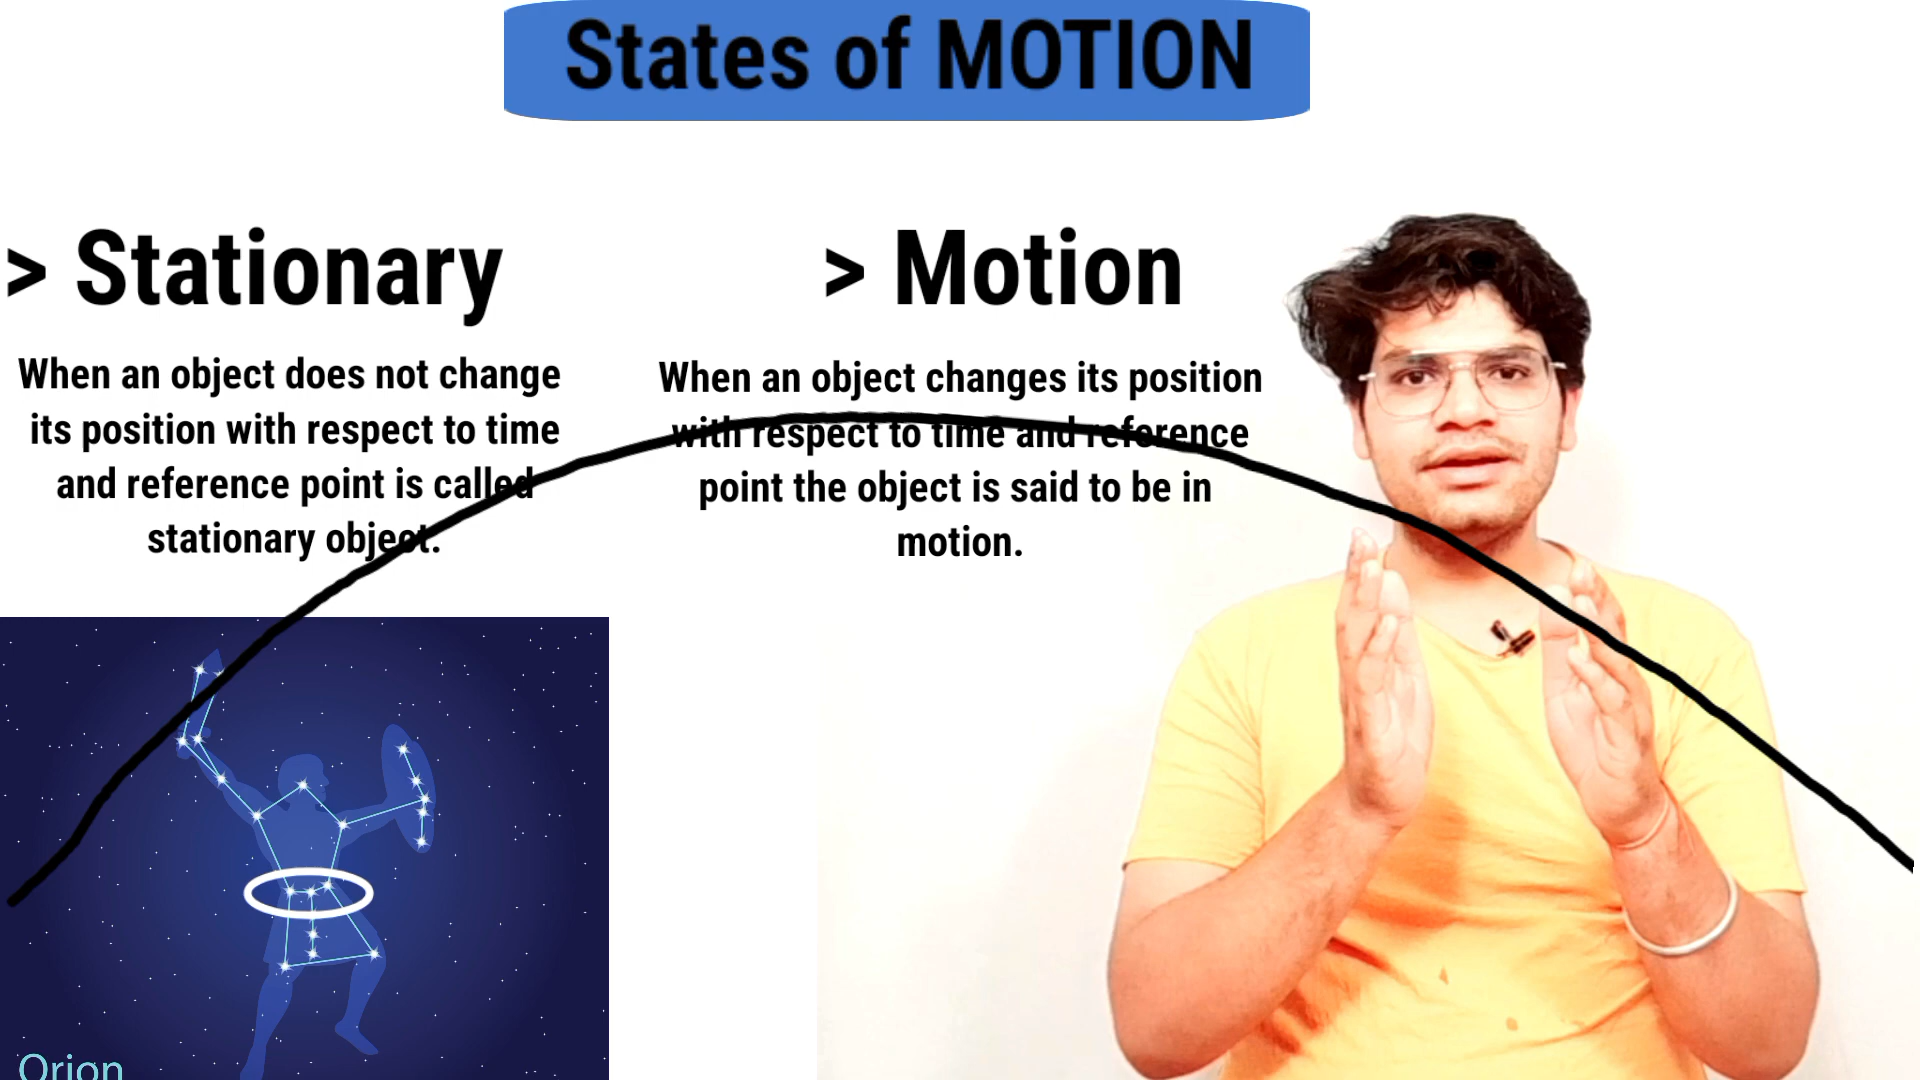 States of MOTION
> Stationary
When an object does not change
its position with respect to time
and reference point is called
stationary object.
> Motion
When an object changes its position
with respect to time and reference
point the object is said to be in
motion.
Orion